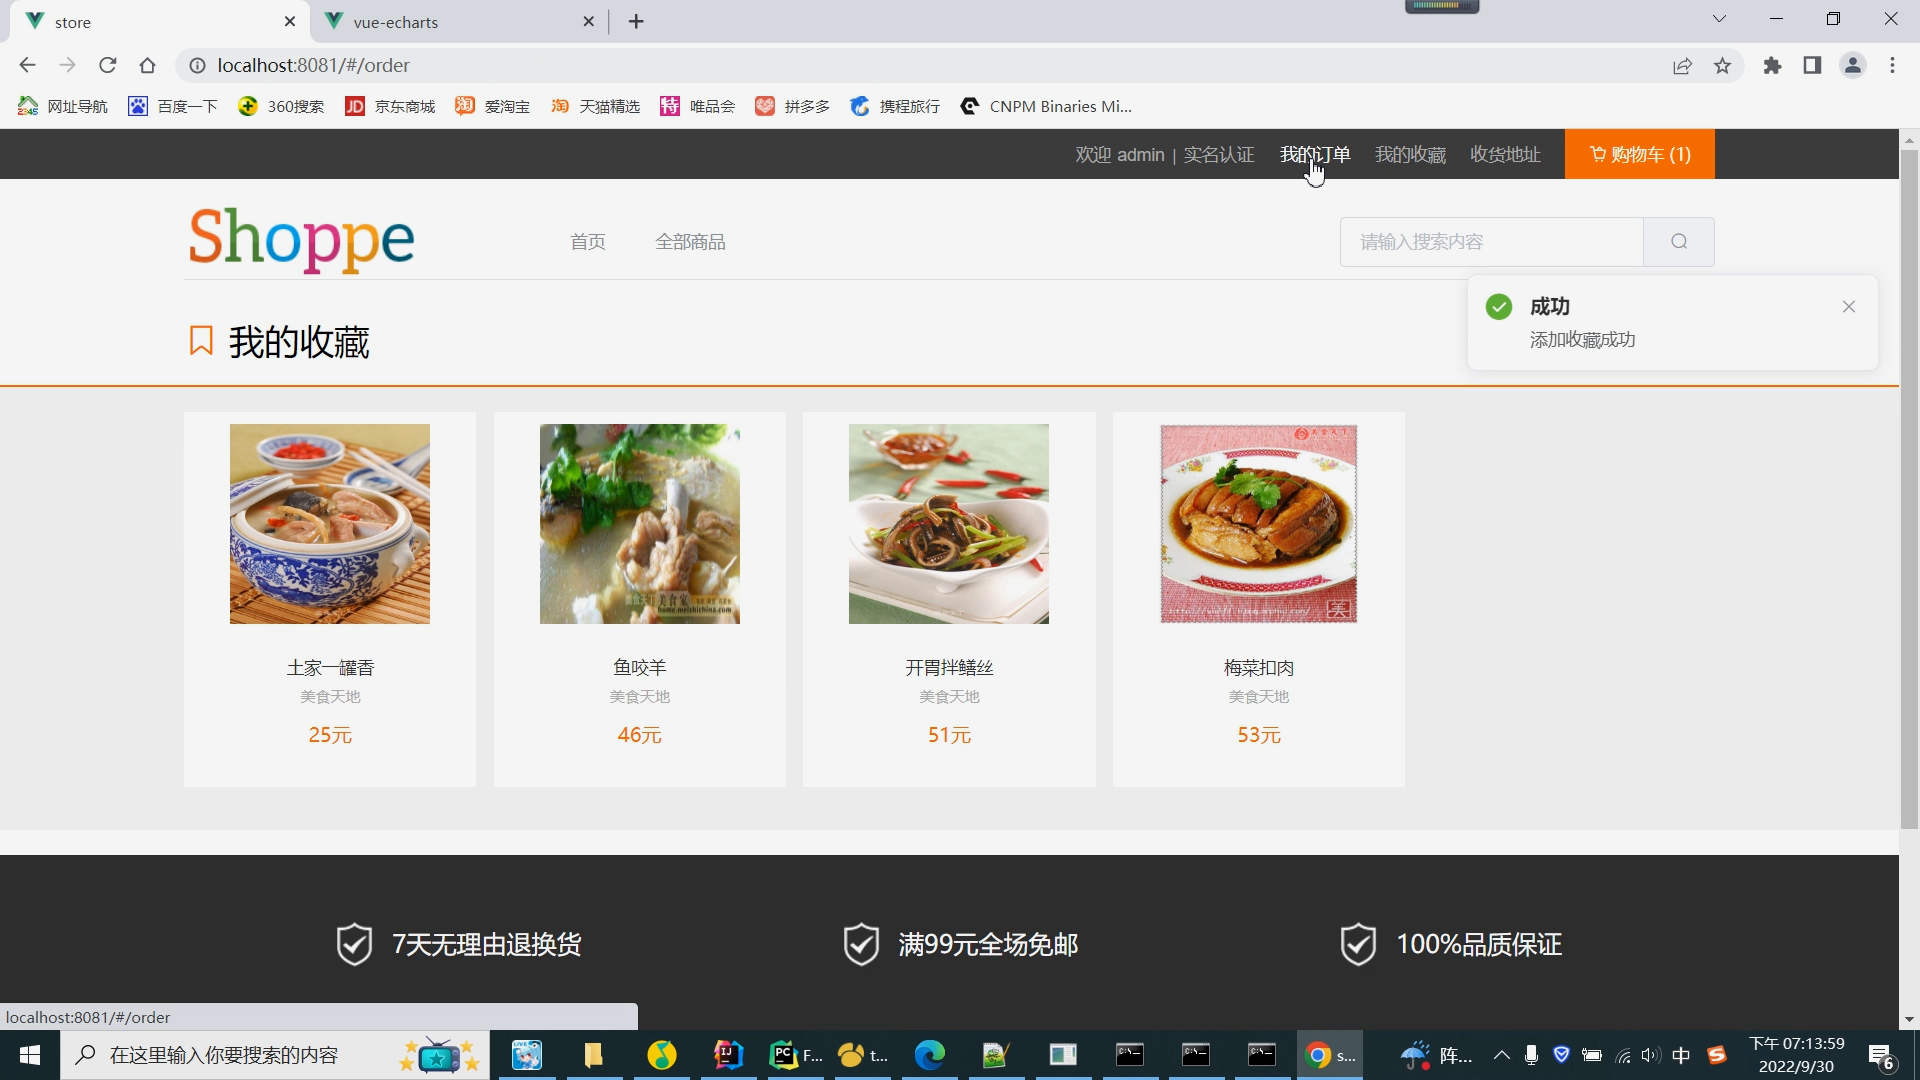 store
vue-echarts
localhost:8081/#/order
网址导航
百度一下
360搜索
京东商城
爱淘宝
天猫精选
唯品会
拼多多
携程旅行
CNPM Binaries Mi...
欢迎 admin | 实名认证
我的订单
我的收藏
收货地址
购物车 (1)
Shoppe
首页
全部商品
请输入搜索内容
成功
添加收藏成功
我的收藏
土家一罐香
美食天地
25元
鱼咬羊
美食天地
46元
开胃拌鳝丝
美食天地
51元
梅菜扣肉
美食天地
53元
7天无理由退换货
满99元全场免邮
100%品质保证
localhost:8081/#/order
在这里输入你要搜索的内容
F...
t...
s...
阵...
中
下午 07:13:59
2022/9/30
6